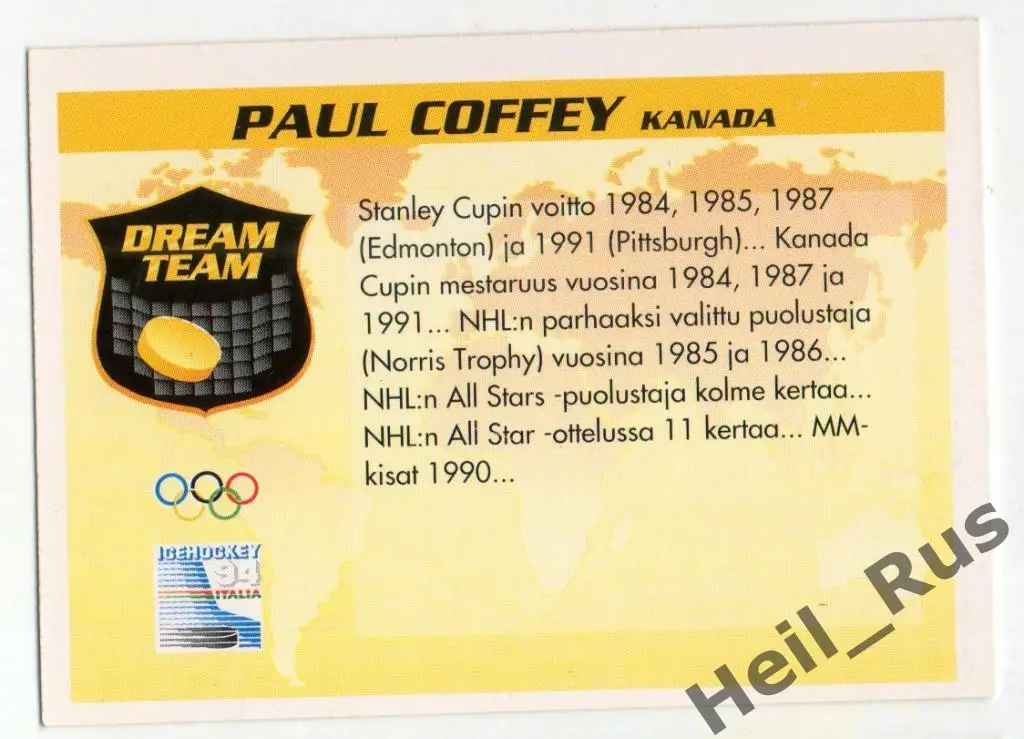 PAUL COFFEY KANADA
DREAM
TEAM
Stanley Cupin voitto 1984, 1985, 1987
(Edmonton) ja 1991 (Pittsburgh)... Kanada
Cupin mestaruus vuosina 1984, 1987 ja
1991... NHL:n parhaaksi valittu puolustaja
(Norris Trophy) vuosina 1985 ja 1986...
NHL:n All Stars -puolustaja kolme kertaa...
NHL:n All Star -ottelussa 11 kertaa... MM-
kisat 1990...
ICEHOCKEY
94
ITALIA
Heil_Rus